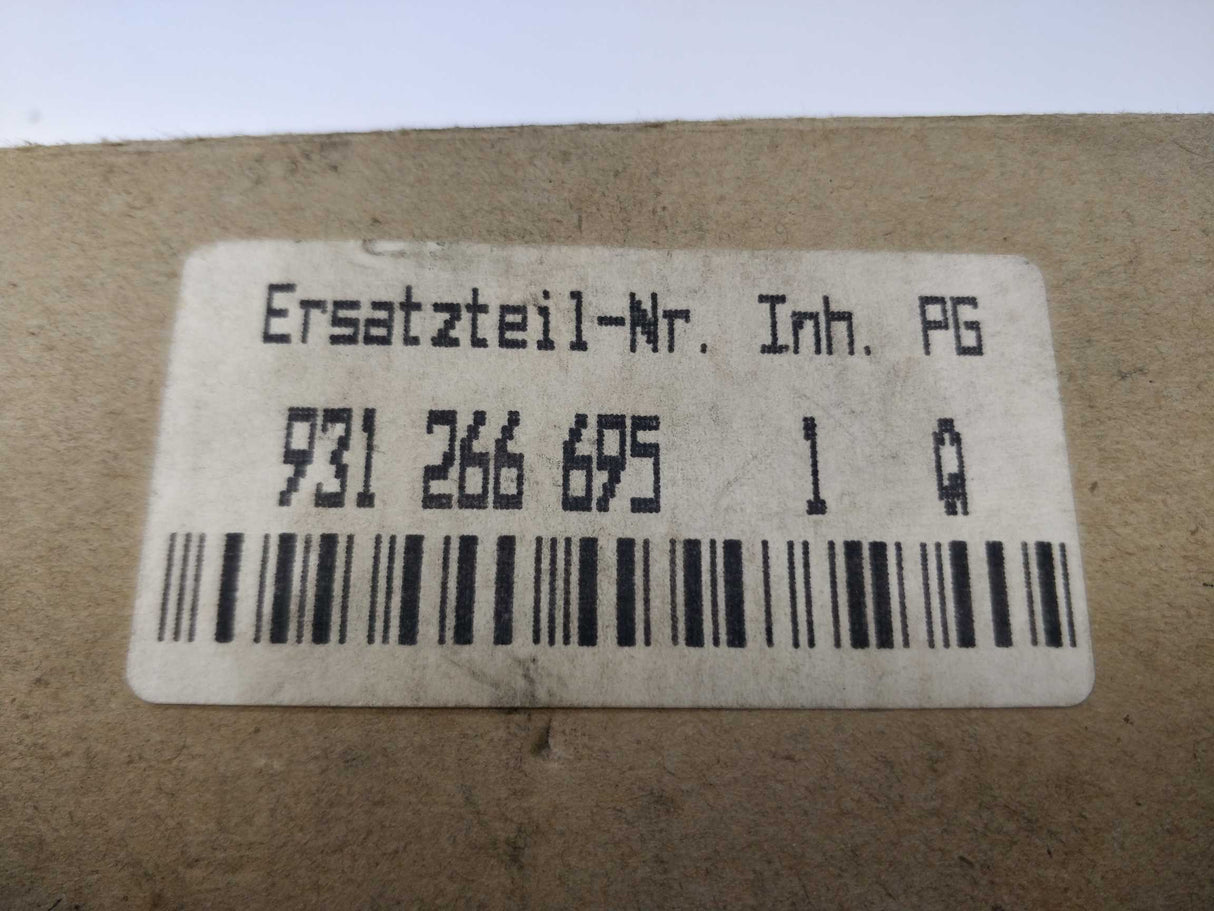 Ersatzteil-Nr. Inh. PG
931 266 695 1 Q